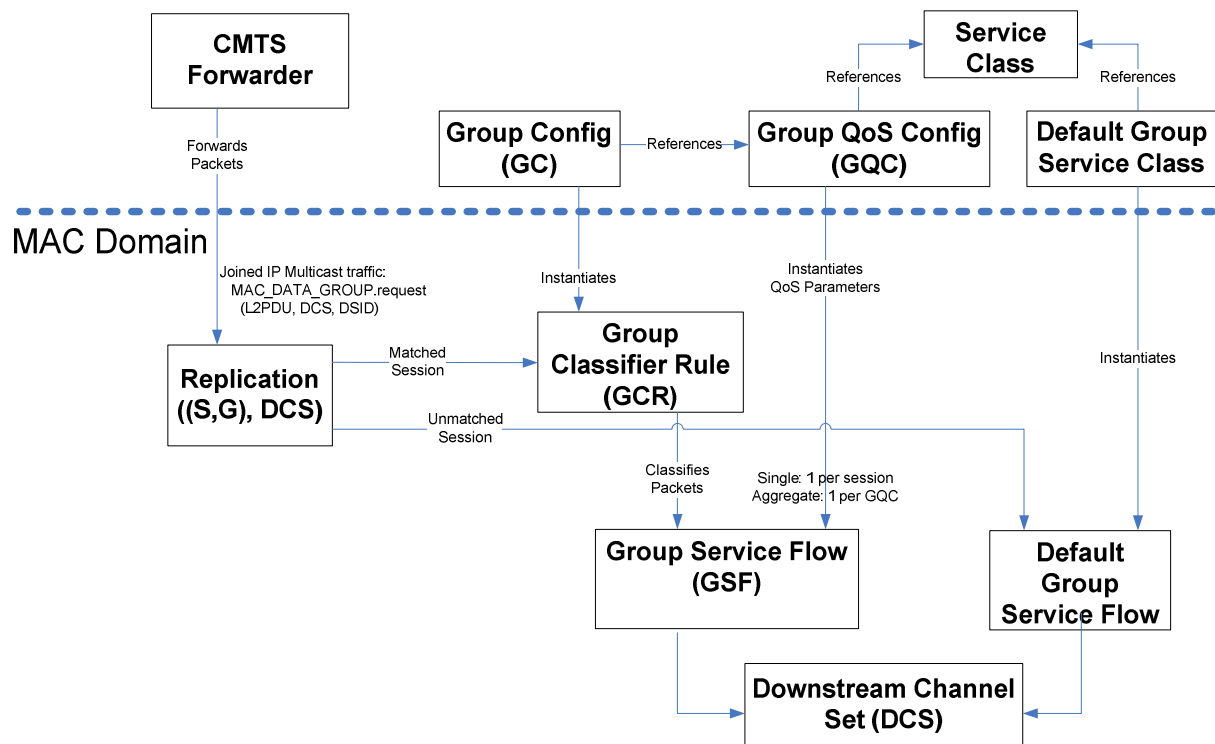 CMTS
Forwarder
Service
Class
References
References
Group Config
(GC)
References
Group QoS Config
(GQC)
Default Group
Service Class
Forwards
Packets
MAC Domain
Joined IP Multicast traffic:
MAC_DATA_GROUP.request
(L2PDU, DCS, DSID)
Instantiates
Instantiates
QoS Parameters
Instantiates
Replication
((S,G), DCS)
Matched
Session
Group
Classifier Rule
(GCR)
Unmatched
Session
Classifies
Packets
Single: 1 per session
Aggregate: 1 per GQC
Group Service Flow
(GSF)
Default
Group
Service Flow
Downstream Channel
Set (DCS)